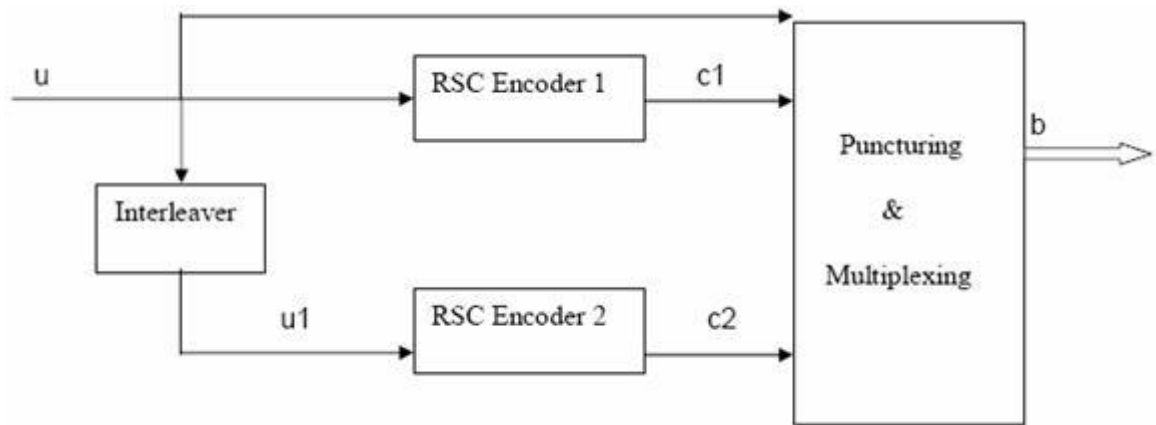 u
RSC Encoder 1
c1
Interleaver
u1
RSC Encoder 2
c2
Puncturing
&
Multiplexing
b